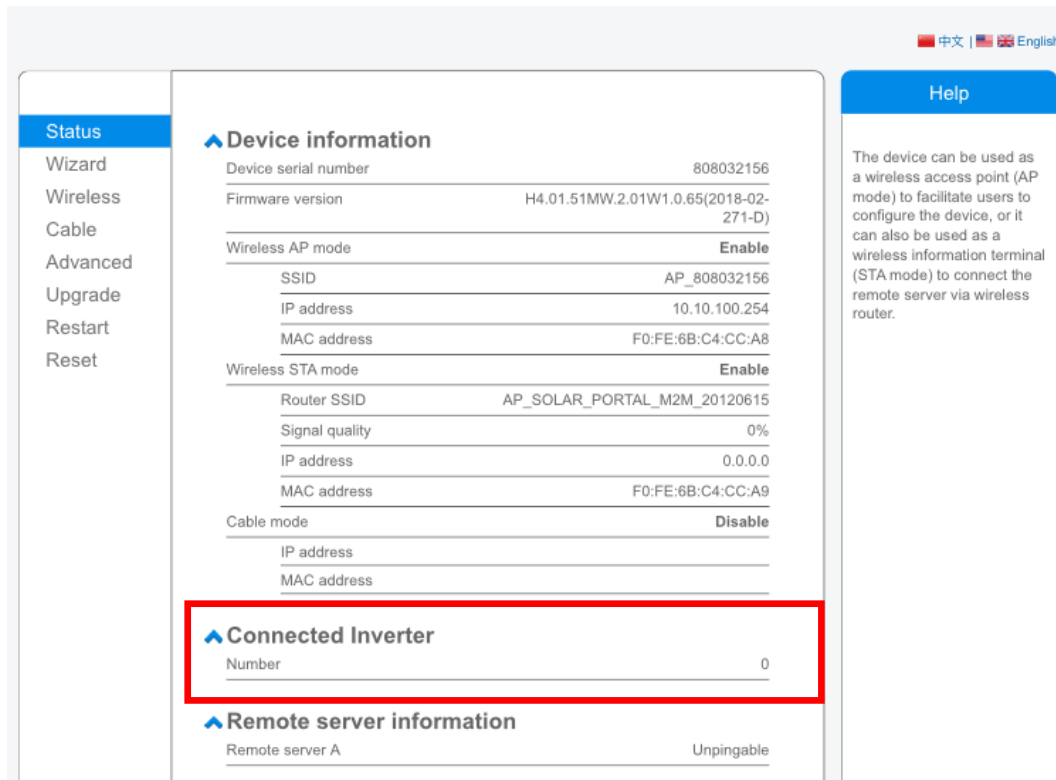 中文 | English
Status
Wizard
Wireless
Cable
Advanced
Upgrade
Restart
Reset
Device information
Device serial number 808032156
Firmware version H4.01.51MW.2.01W1.0.65(2018-02-
271-D)
Wireless AP mode Enable
SSID AP_808032156
IP address 10.10.100.254
MAC address F0:FE:6B:C4:CC:A8
Wireless STA mode Enable
Router SSID AP_SOLAR_PORTAL_M2M_20120615
Signal quality 0%
IP address 0.0.0.0
MAC address F0:FE:6B:C4:CC:A9
Cable mode Disable
IP address
MAC address
Connected Inverter
Number 0
Remote server information
Remote server A Unpingable
Help
The device can be used as
a wireless access point (AP
mode) to facilitate users to
configure the device, or it
can also be used as a
wireless information terminal
(STA mode) to connect the
remote server via wireless
router.